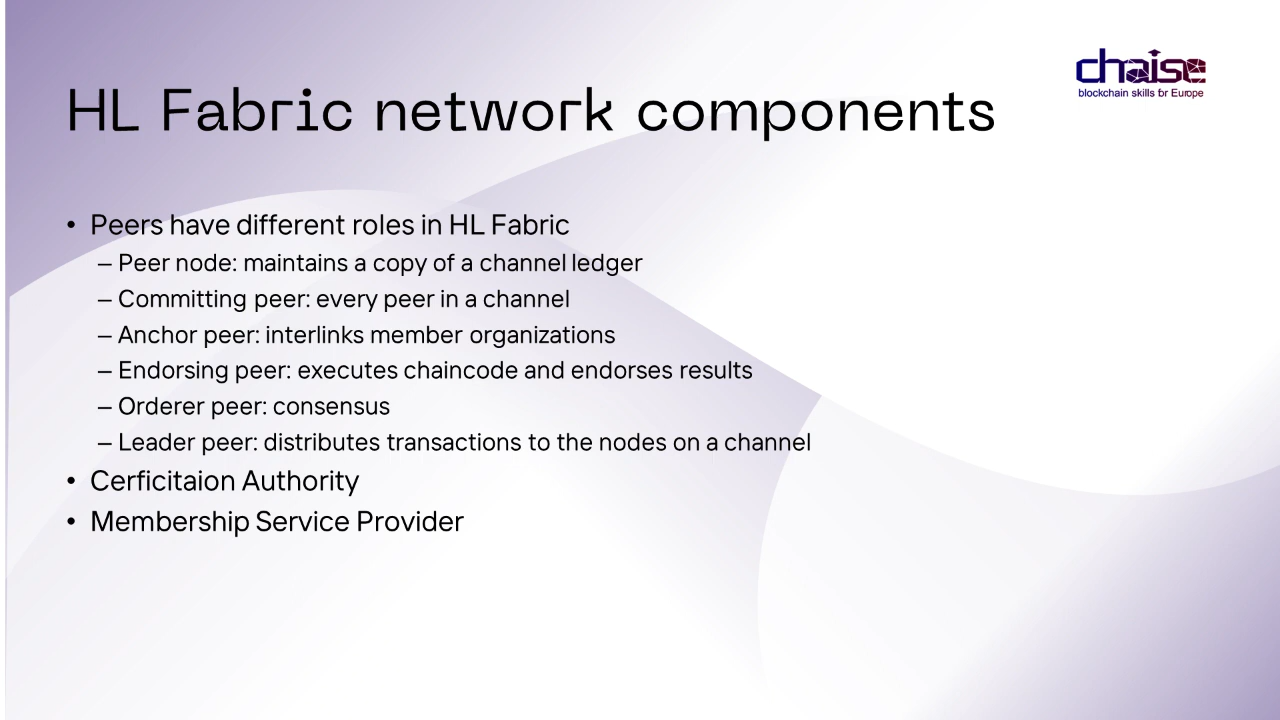 chaise
blockchain skills for Europe
HL Fabric network components
• Peers have different roles in HL Fabric
– Peer node: maintains a copy of a channel ledger
– Committing peer: every peer in a channel
– Anchor peer: interlinks member organizations
– Endorsing peer: executes chaincode and endorses results
– Orderer peer: consensus
– Leader peer: distributes transactions to the nodes on a channel
• Cerficitaion Authority
• Membership Service Provider